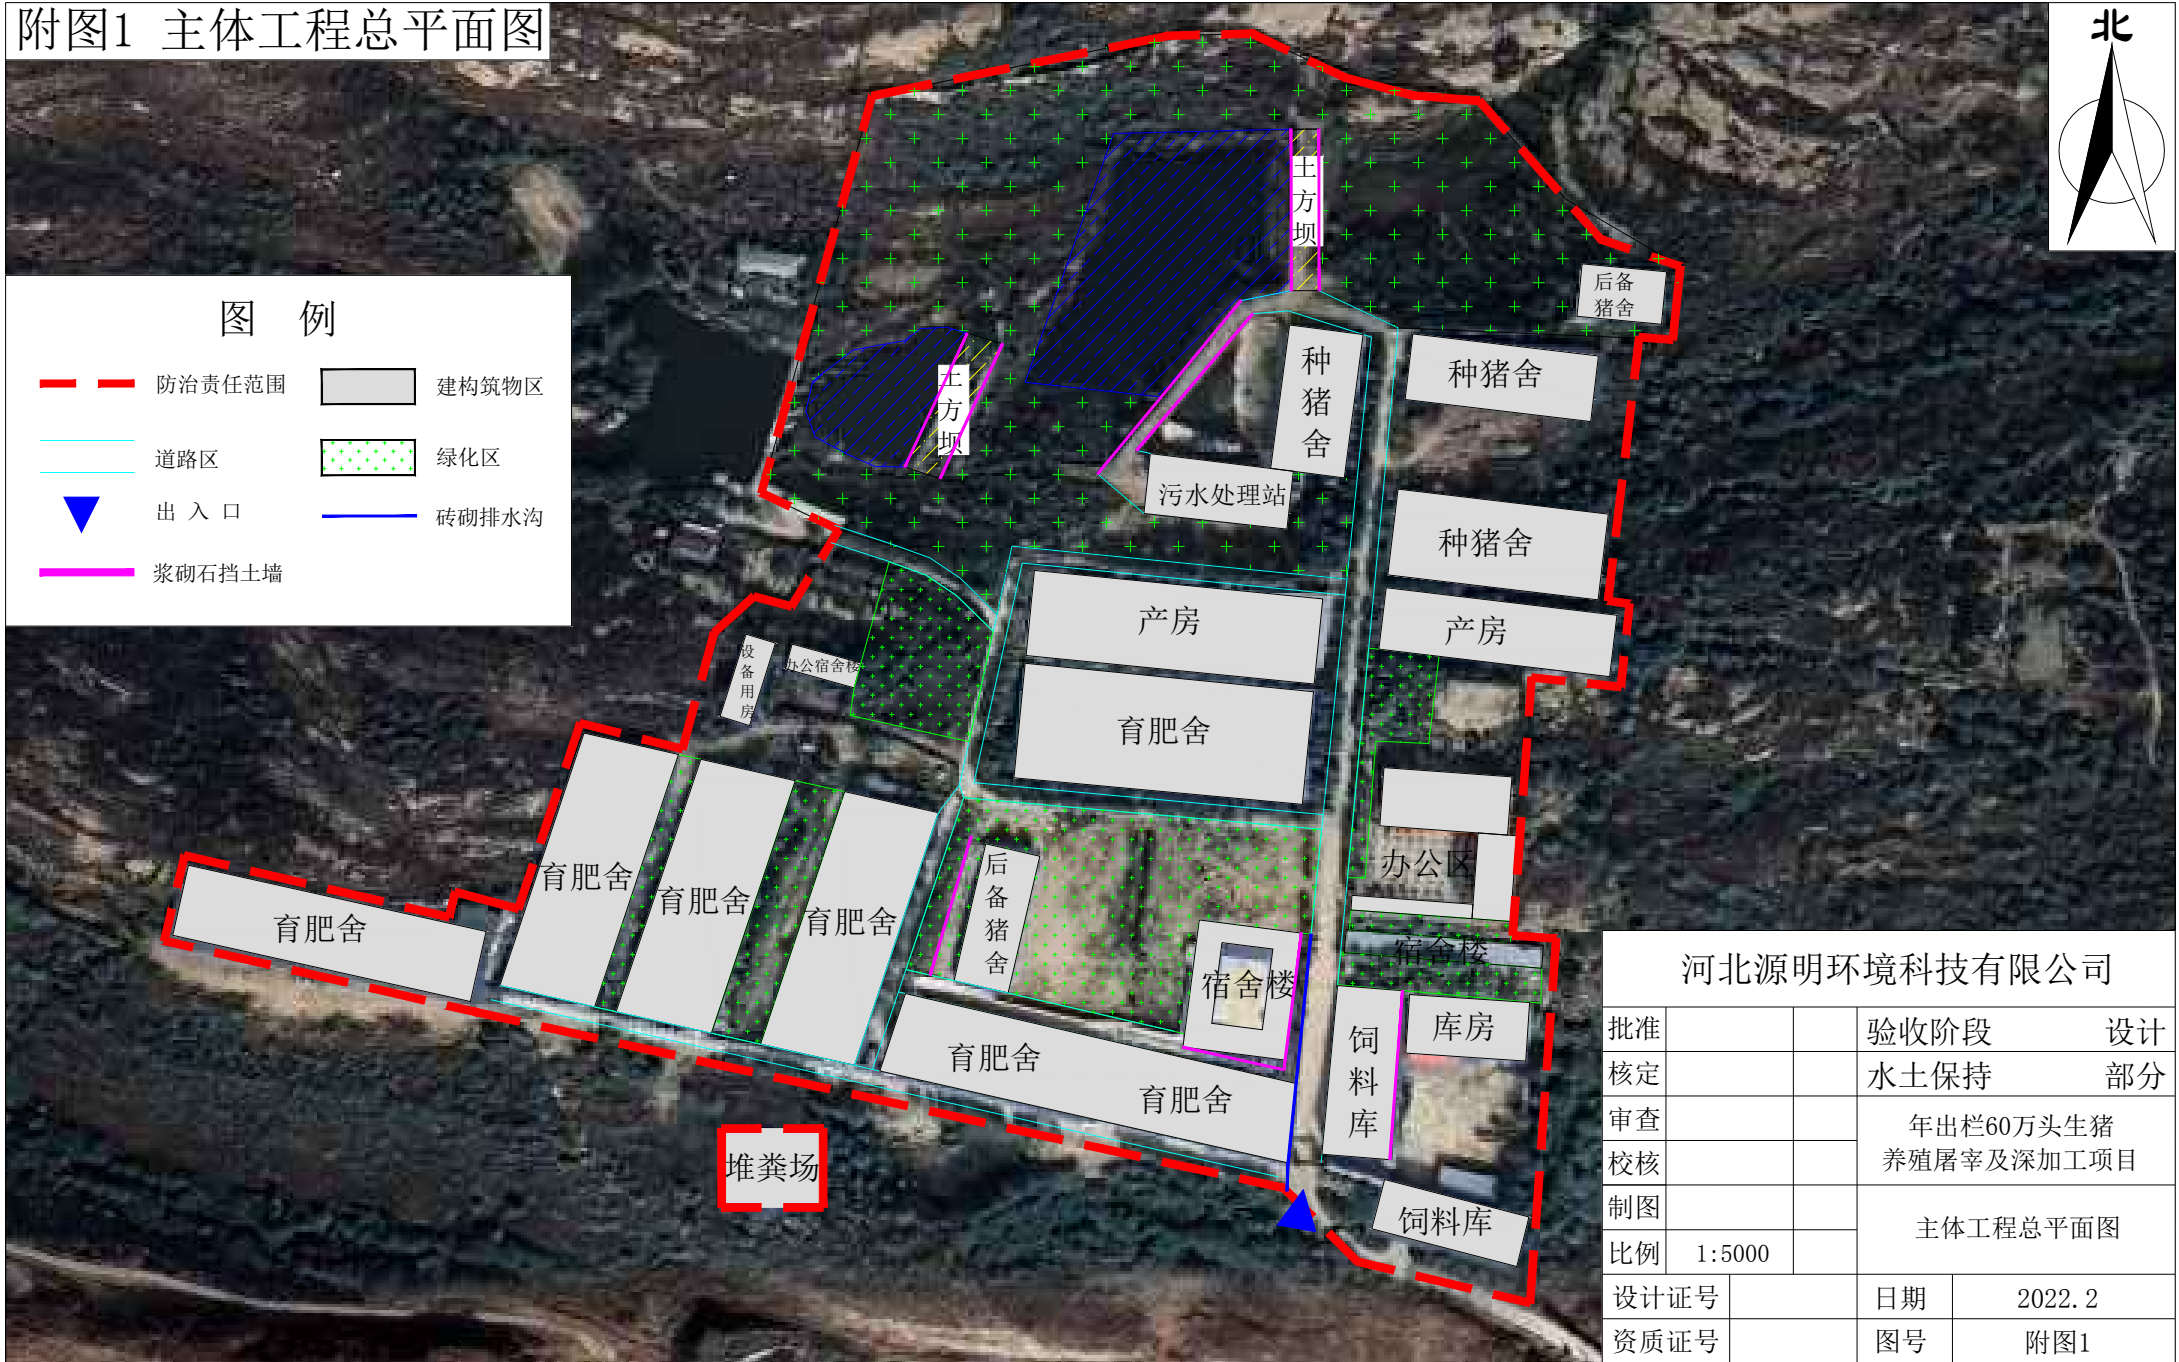 附图1 主体工程总平面图
北
图 例
防治责任范围
建构筑物区
道路区
绿化区
出入口
砖砌排水沟
浆砌石挡土墙
土方坝
土方坝
后备
猪舍
种猪舍
种猪舍
污水处理站
种猪舍
产房
产房
设备用房
办公宿舍楼
育肥舍
办公区
育肥舍
育肥舍
育肥舍
育肥舍
后备猪舍
宿舍楼
宿舍楼
饲料库
库房
育肥舍
育肥舍
堆粪场
饲料库
河北源明环境科技有限公司
批准
验收阶段 设计
核定
水土保持 部分
审查
年出栏60万头生猪
养殖屠宰及深加工项目
校核
制图
主体工程总平面图
比例 1:5000
设计证号
日期 2022.2
资质证号
图号 附图1